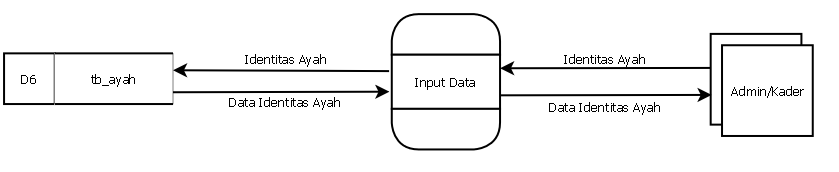 Identitas Ayah
Identitas Ayah
D6
tb_ayah
Input Data
Admin/Kader
Data Identitas Ayah
Data Identitas Ayah